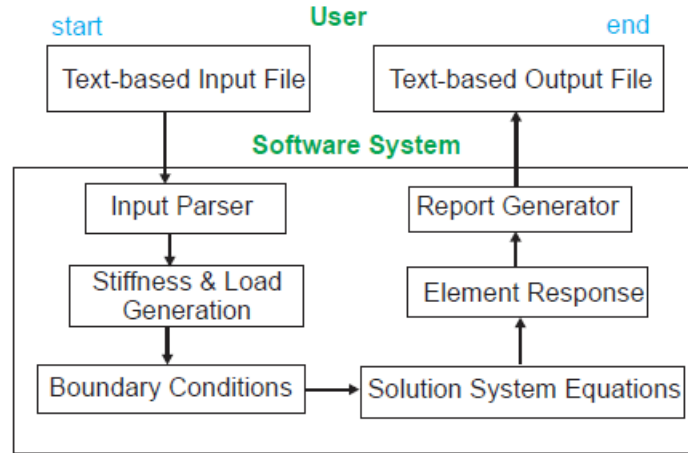 User
start
end
Text-based Input File
Text-based Output File
Software System
Input Parser
Report Generator
Stiffness & Load
Generation
Element Response
Boundary Conditions
Solution System Equations